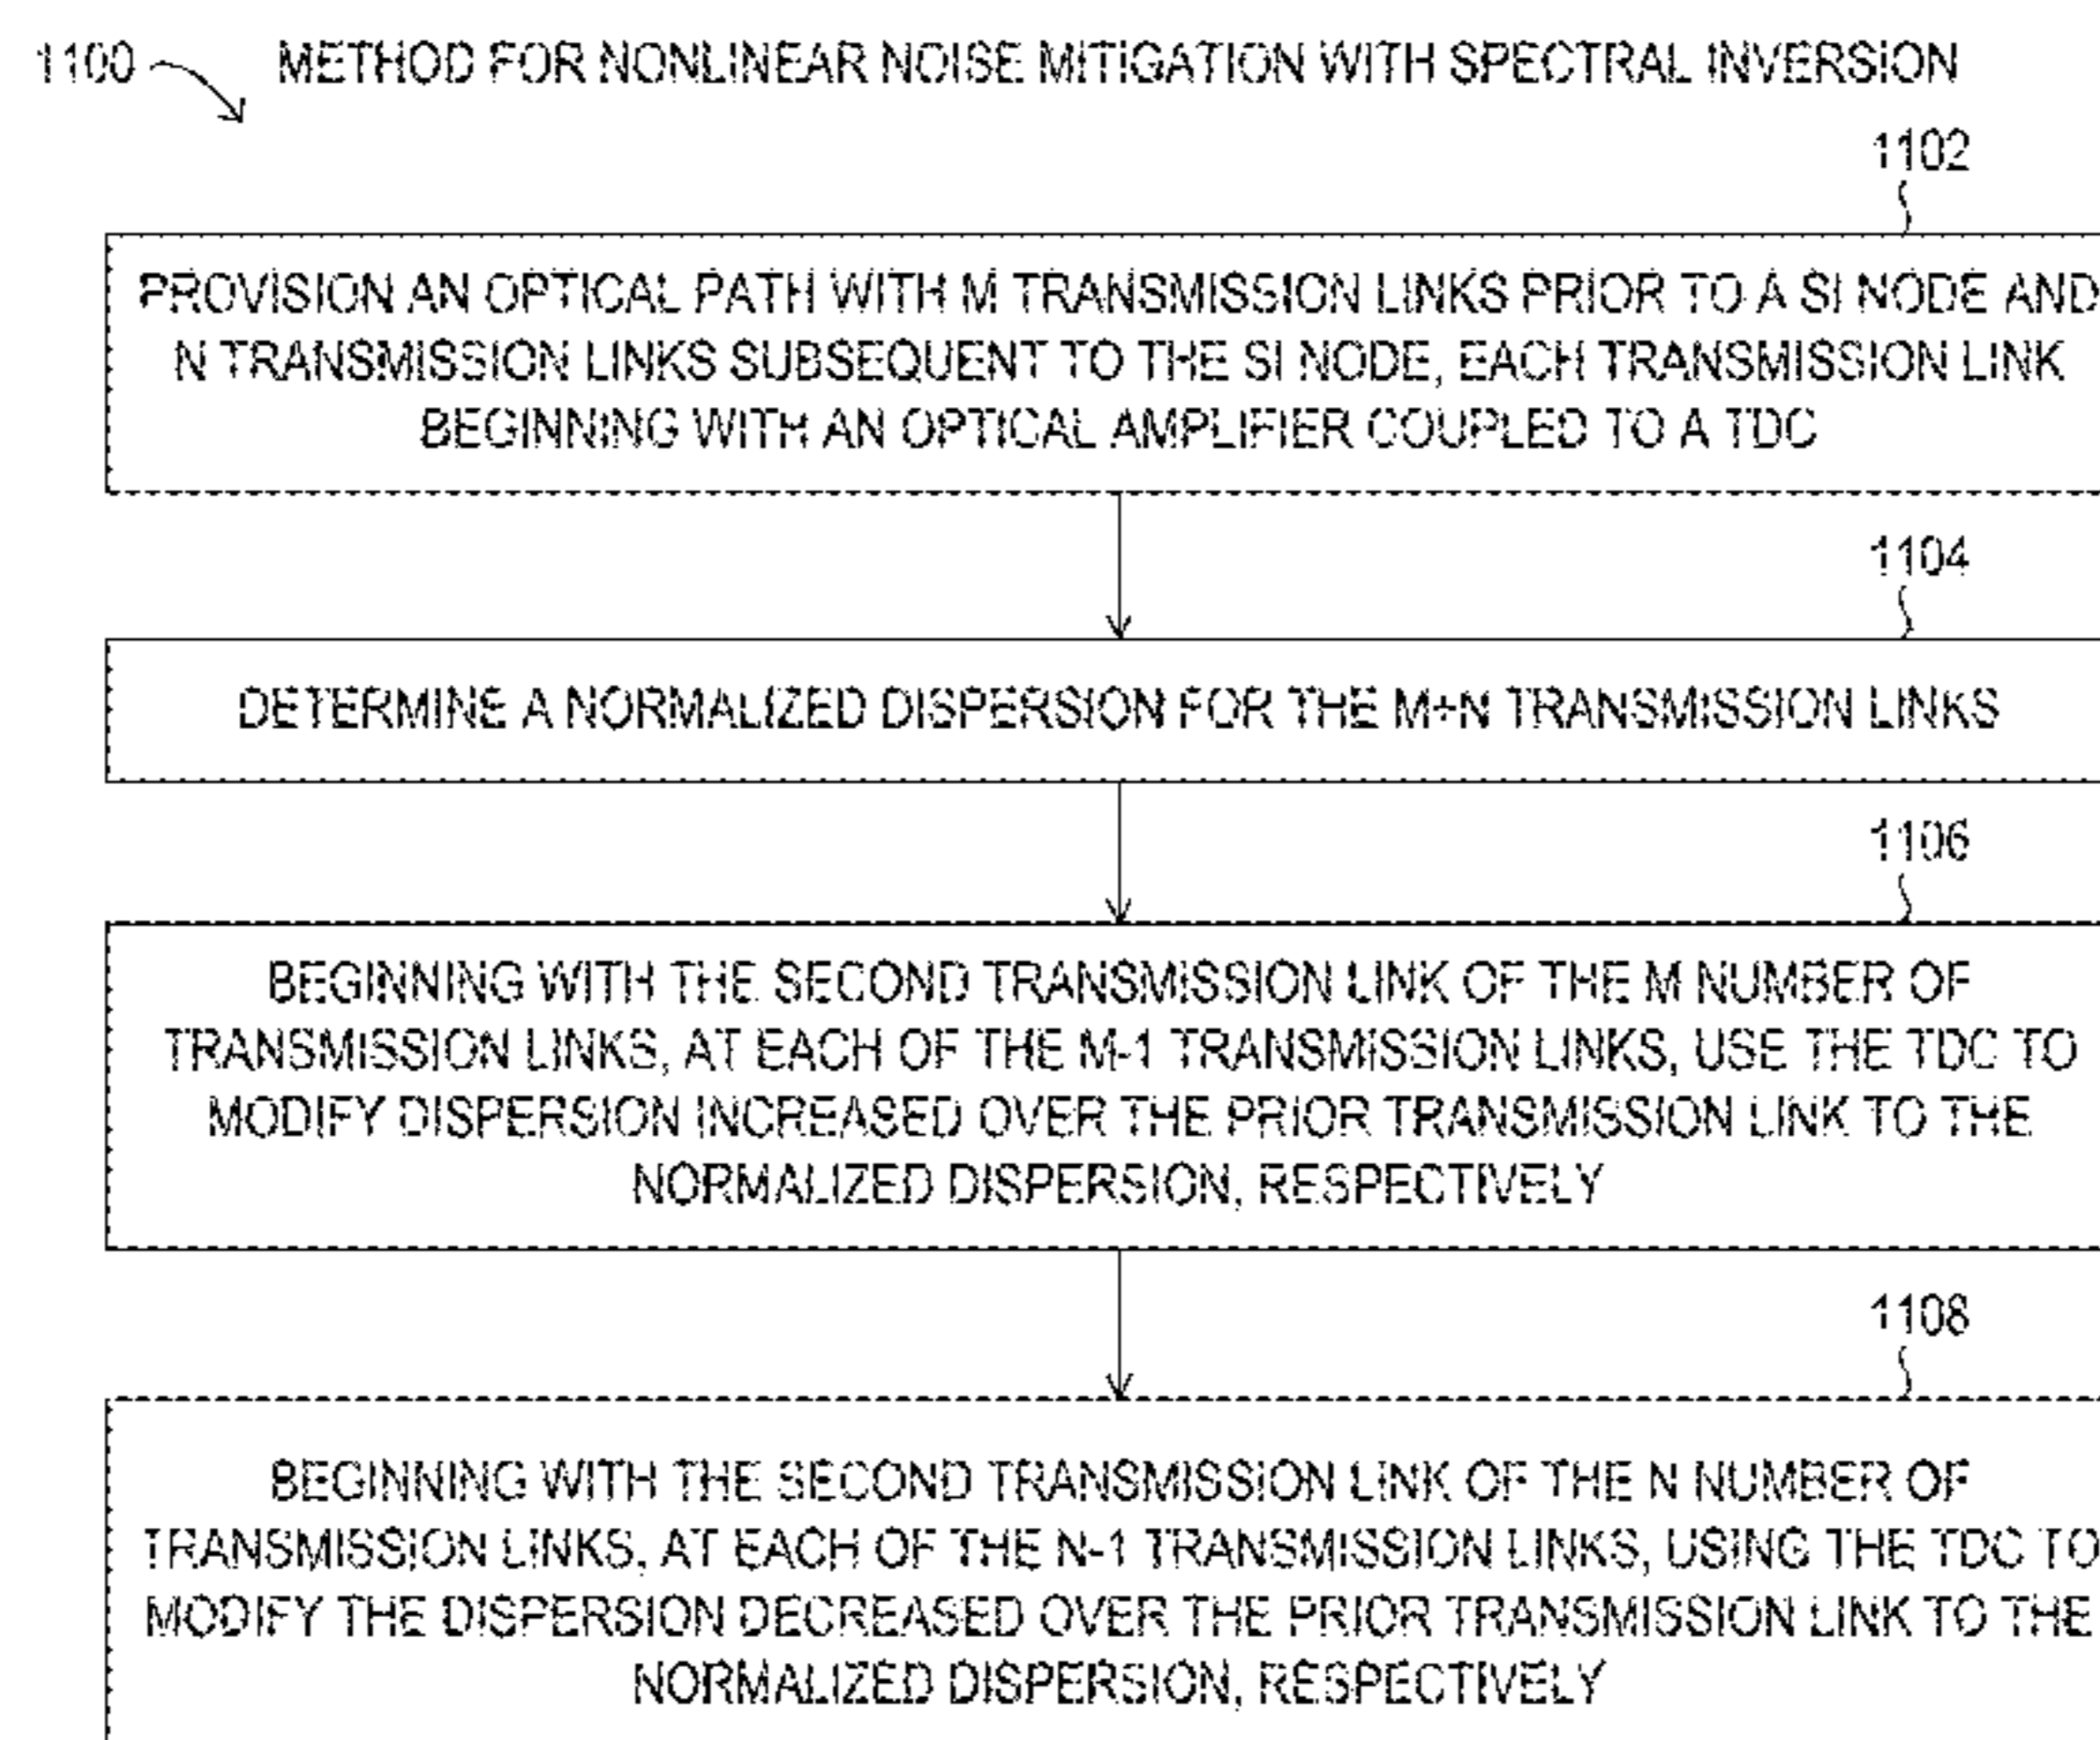 1100 METHOD FOR NONLINEAR NOISE MITIGATION WITH SPECTRAL INVERSION
1102
PROVISION AN OPTICAL PATH WITH M TRANSMISSION LINKS PRIOR TO A SI NODE AND
N TRANSMISSION LINKS SUBSEQUENT TO THE SI NODE, EACH TRANSMISSION LINK
BEGINNING WITH AN OPTICAL AMPLIFIER COUPLED TO A TDC
1104
DETERMINE A NORMALIZED DISPERSION FOR THE M+N TRANSMISSION LINKS
1106
BEGINNING WITH THE SECOND TRANSMISSION LINK OF THE M NUMBER OF
TRANSMISSION LINKS, AT EACH OF THE M-1 TRANSMISSION LINKS, USE THE TDC TO
MODIFY DISPERSION INCREASED OVER THE PRIOR TRANSMISSION LINK TO THE
NORMALIZED DISPERSION, RESPECTIVELY
1108
BEGINNING WITH THE SECOND TRANSMISSION LINK OF THE N NUMBER OF
TRANSMISSION LINKS, AT EACH OF THE N-1 TRANSMISSION LINKS, USING THE TDC TO
MODIFY THE DISPERSION DECREASED OVER THE PRIOR TRANSMISSION LINK TO THE
NORMALIZED DISPERSION, RESPECTIVELY